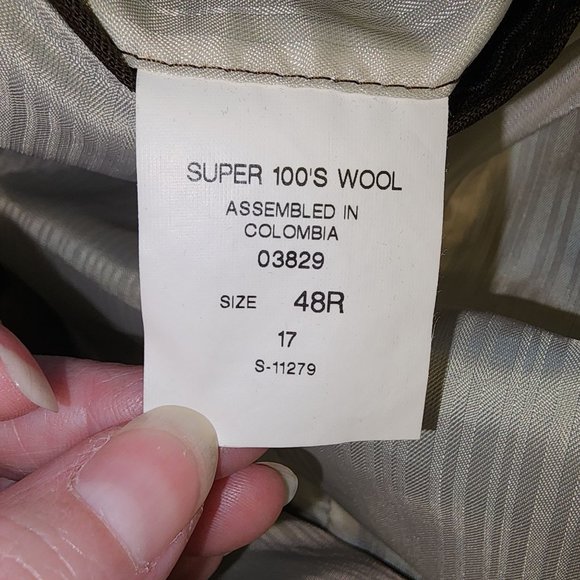 SUPER 100'S WOOL
ASSEMBLED IN
COLOMBIA
03829
SIZE 48R
17
S-11279